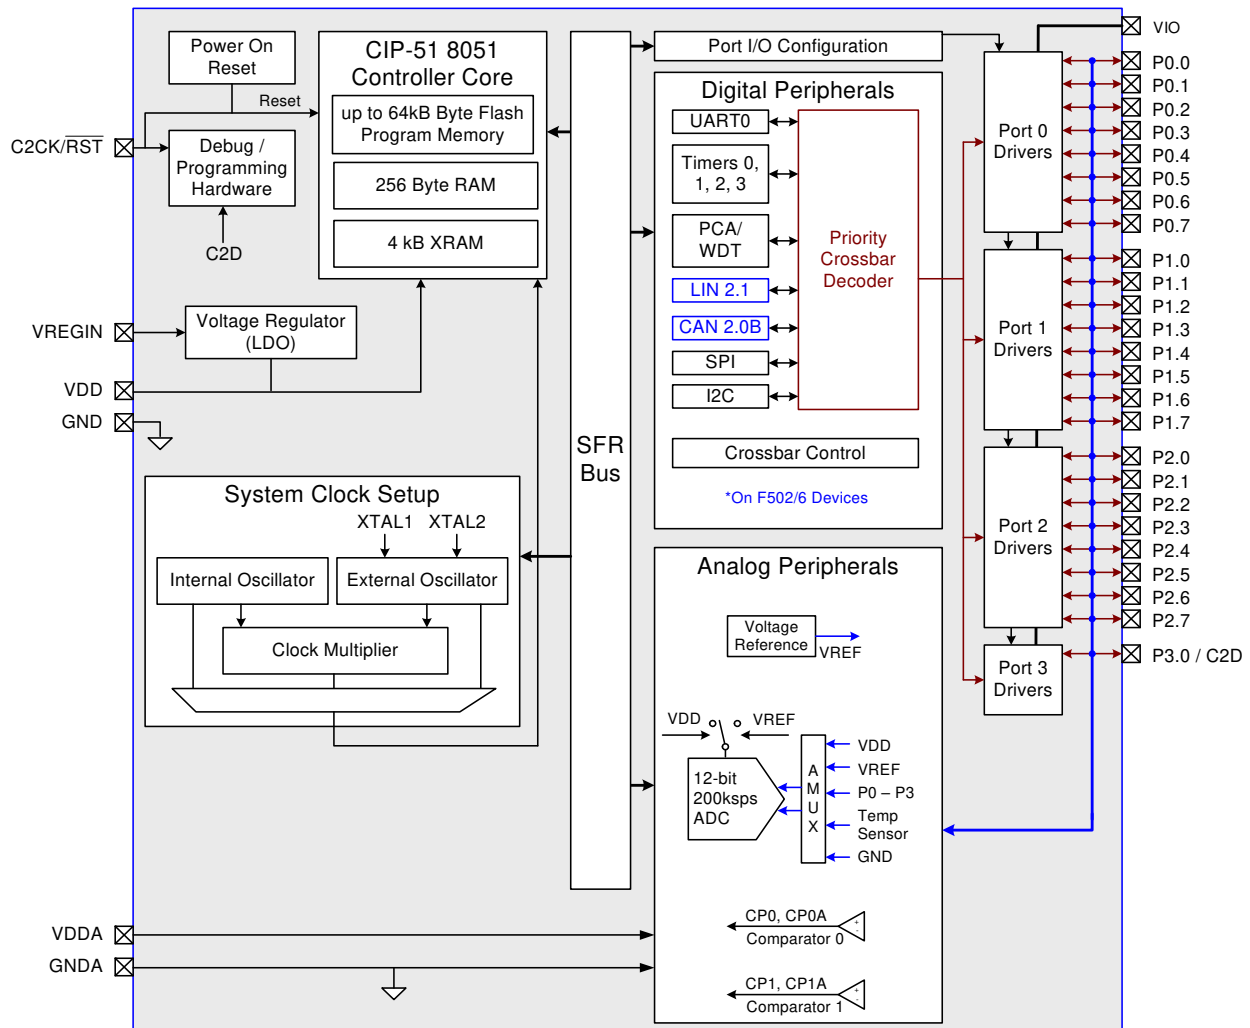 Power On
Reset
Reset
C2CK/RST
Debug /
Programming
Hardware
C2D
CIP-51 8051
Controller Core
up to 64kB Byte Flash
Program Memory
256 Byte RAM
4 kB XRAM
VREGIN
Voltage Regulator
(LDO)
VDD
GND
System Clock Setup
XTAL1
XTAL2
Internal Oscillator
External Oscillator
Clock Multiplier
SFR
Bus
Port I/O Configuration
Digital Peripherals
UART0
Timers 0,
1, 2, 3
PCA/
WDT
LIN 2.1
CAN 2.0B
SPI
I2C
Priority
Crossbar
Decoder
Crossbar Control
*On F502/6 Devices
Analog Peripherals
Voltage
Reference
VREF
VDD
VREF
12-bit
200ksps
ADC
A
M
U
X
VDD
VREF
P0 – P3
Temp
Sensor
GND
CP0, CP0A
Comparator 0
+
-
CP1, CP1A
Comparator 1
+
-
VDDA
GNDA
Port 0
Drivers
Port 1
Drivers
Port 2
Drivers
Port 3
Drivers
VIO
P0.0
P0.1
P0.2
P0.3
P0.4
P0.5
P0.6
P0.7
P1.0
P1.1
P1.2
P1.3
P1.4
P1.5
P1.6
P1.7
P2.0
P2.1
P2.2
P2.3
P2.4
P2.5
P2.6
P2.7
P3.0 / C2D